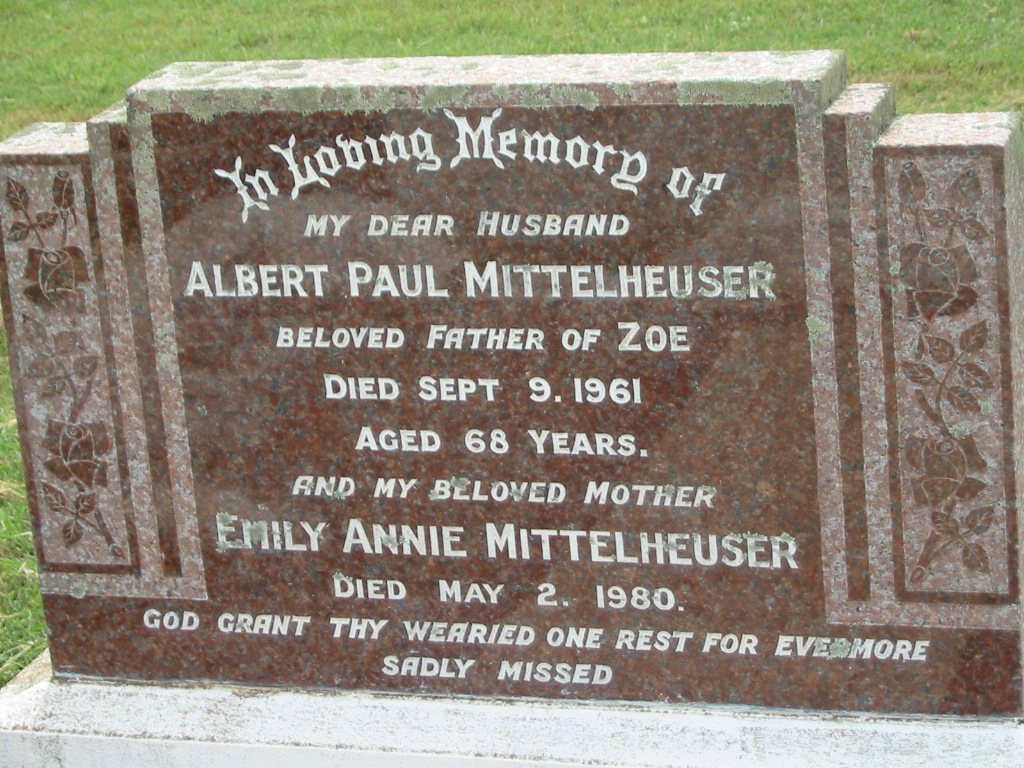 In Loving Memory of
MY DEAR HUSBAND
ALBERT PAUL MITTELHEUSER
BELOVED FATHER OF ZOE
DIED SEPT 9. 1961
AGED 68 YEARS.
AND MY BELOVED MOTHER
EMILY ANNIE MITTELHEUSER
DIED MAY 2. 1980.
GOD GRANT THY WEARIED ONE REST FOR EVERMORE
SADLY MISSED